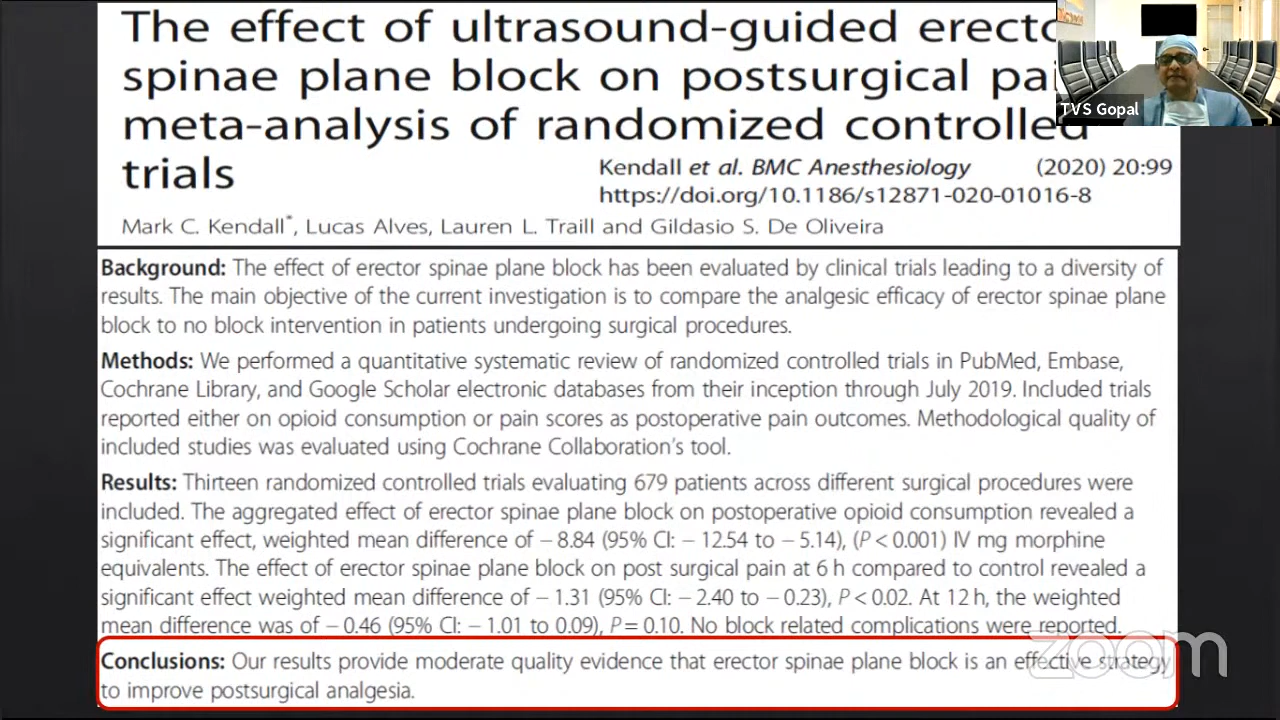 The effect of ultrasound-guided erecto
spinae plane block on postsurgical pai
meta-analysis of randomized controlled
trials
Kendall et al. BMC Anesthesiology (2020) 20:99
https://doi.org/10.1186/s12871-020-01016-8
Mark C. Kendall*, Lucas Alves, Lauren L. Traill and Gildasio S. De Oliveira
TVS Gopal
Background: The effect of erector spinae plane block has been evaluated by clinical trials leading to a diversity of
results. The main objective of the current investigation is to compare the analgesic efficacy of erector spinae plane
block to no block intervention in patients undergoing surgical procedures.
Methods: We performed a quantitative systematic review of randomized controlled trials in PubMed, Embase,
Cochrane Library, and Google Scholar electronic databases from their inception through July 2019. Included trials
reported either on opioid consumption or pain scores as postoperative pain outcomes. Methodological quality of
included studies was evaluated using Cochrane Collaboration's tool.
Results: Thirteen randomized controlled trials evaluating 679 patients across different surgical procedures were
included. The aggregated effect of erector spinae plane block on postoperative opioid consumption revealed a
significant effect, weighted mean difference of − 8.84 (95% CI: − 12.54 to − 5.14), (P < 0.001) IV mg morphine
equivalents. The effect of erector spinae plane block on post surgical pain at 6 h compared to control revealed a
significant effect weighted mean difference of − 1.31 (95% CI: − 2.40 to − 0.23), P < 0.02. At 12 h, the weighted
mean difference was of − 0.46 (95% CI: − 1.01 to 0.09), P = 0.10. No block related complications were reported.
Conclusions: Our results provide moderate quality evidence that erector spinae plane block is an effective strategy
to improve postsurgical analgesia.
zoom